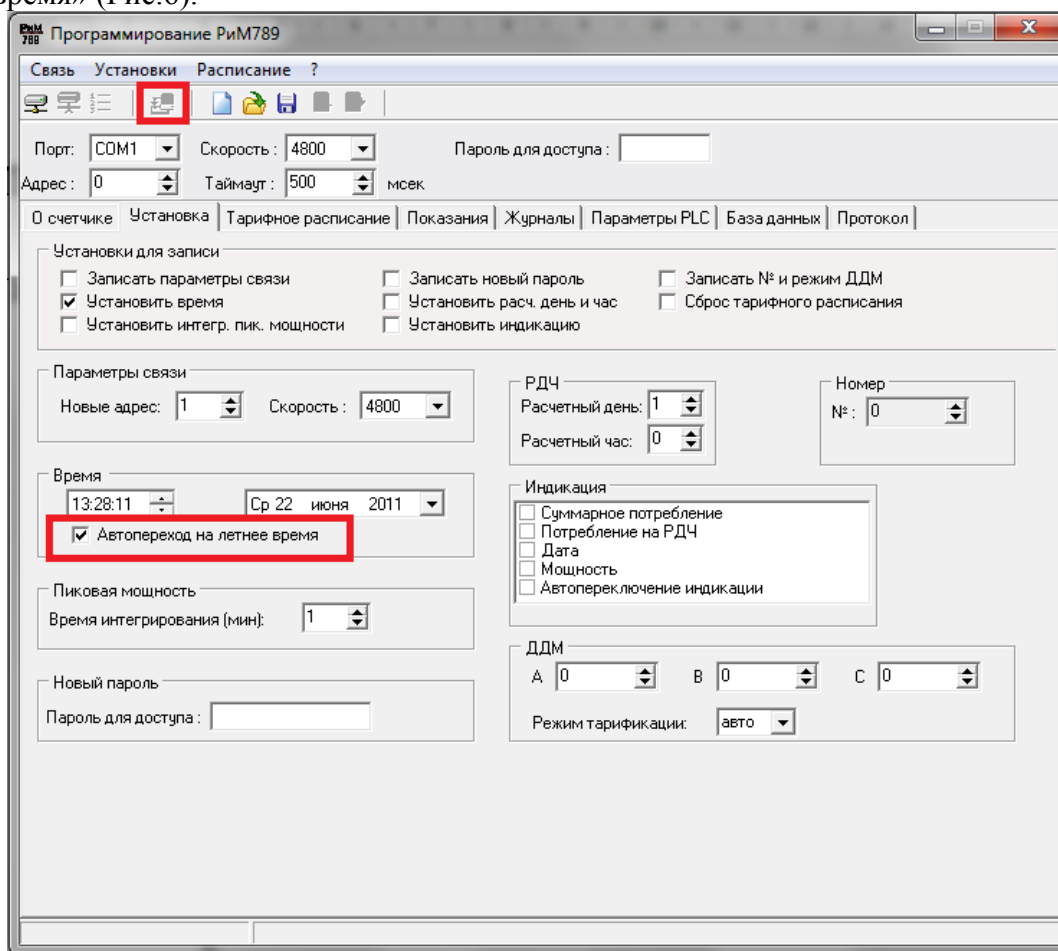 время» (Рис.6).
РиМ 789 Программирование РиМ789
Связь Установки Расписание ?
Порт: COM1 Скорость : 4800 Пароль для доступа :
Адрес : 0 Таймаут : 500 мсек
О счетчике Установка Тарифное расписание Показания Журналы Параметры PLC База данных Протокол
Установки для записи
Записать параметры связи Записать новый пароль Записать № и режим ДДМ
Установить время Установить расч. день и час Сброс тарифного расписания
Установить интегр. пик. мощности Установить индикацию
Параметры связи
Новые адрес: 1 Скорость : 4800
РДЧ
Расчетный день: 1
Расчетный час: 0
Номер
№ : 0
Время
13:28:11 Ср 22 июня 2011
Автопереход на летнее время
Индикация
Суммарное потребление
Потребление на РДЧ
Дата
Мощность
Автопереключение индикации
Пиковая мощность
Время интегрирования (мин): 1
ДДМ
A 0 B 0 C 0
Режим тарификации: авто
Новый пароль
Пароль для доступа :